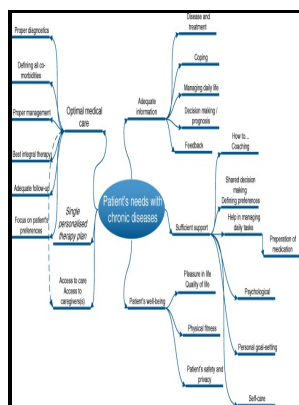 Proper diagnostics
Defining all co-
morbidities
Proper management
Best integral therapy
Adequate follow-up
Focus on patient's
preferences
Optimal medical
care
Single
personalised
therapy plan
Access to care
Access to
caregivers(s)
Patient's needs with
chronic diseases
Adequate
information
Disease and
treatment
Coping
Managing daily life
Decision making /
prognosis
Feedback
Sufficient support
How to...
Coaching
Shared decision
making
Defining preferences
Help in managing
daily tasks
Preparation of
medication
Psychological
Personal goal-setting
Self-care
Patient's well-being
Pleasure in life
Quality of life
Physical fitness
Patient's safety and
privacy